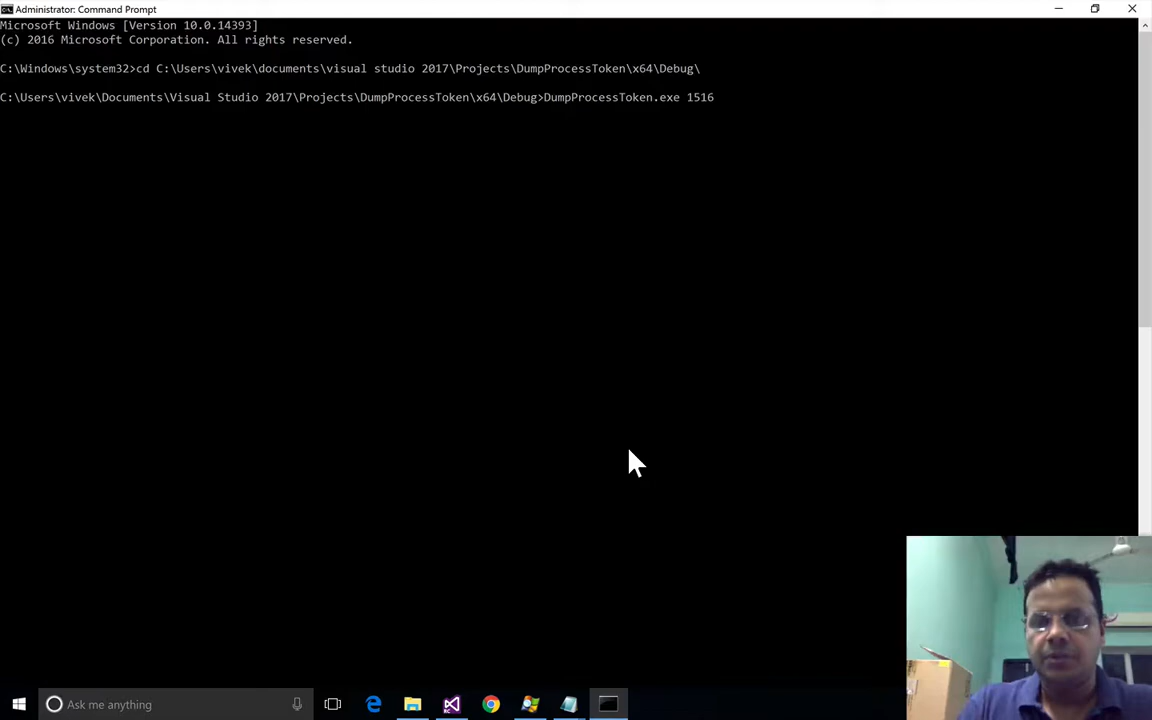 Administrator: Command Prompt
Microsoft Windows [Version 10.0.14393]
(c) 2016 Microsoft Corporation. All rights reserved.
C:\Windows\system32>cd C:\Users\vivek\documents\visual studio 2017\Projects\DumpProcessToken\x64\Debug\
C:\Users\vivek\Documents\Visual Studio 2017\Projects\DumpProcessToken\x64\Debug>DumpProcessToken.exe 1516
Ask me anything